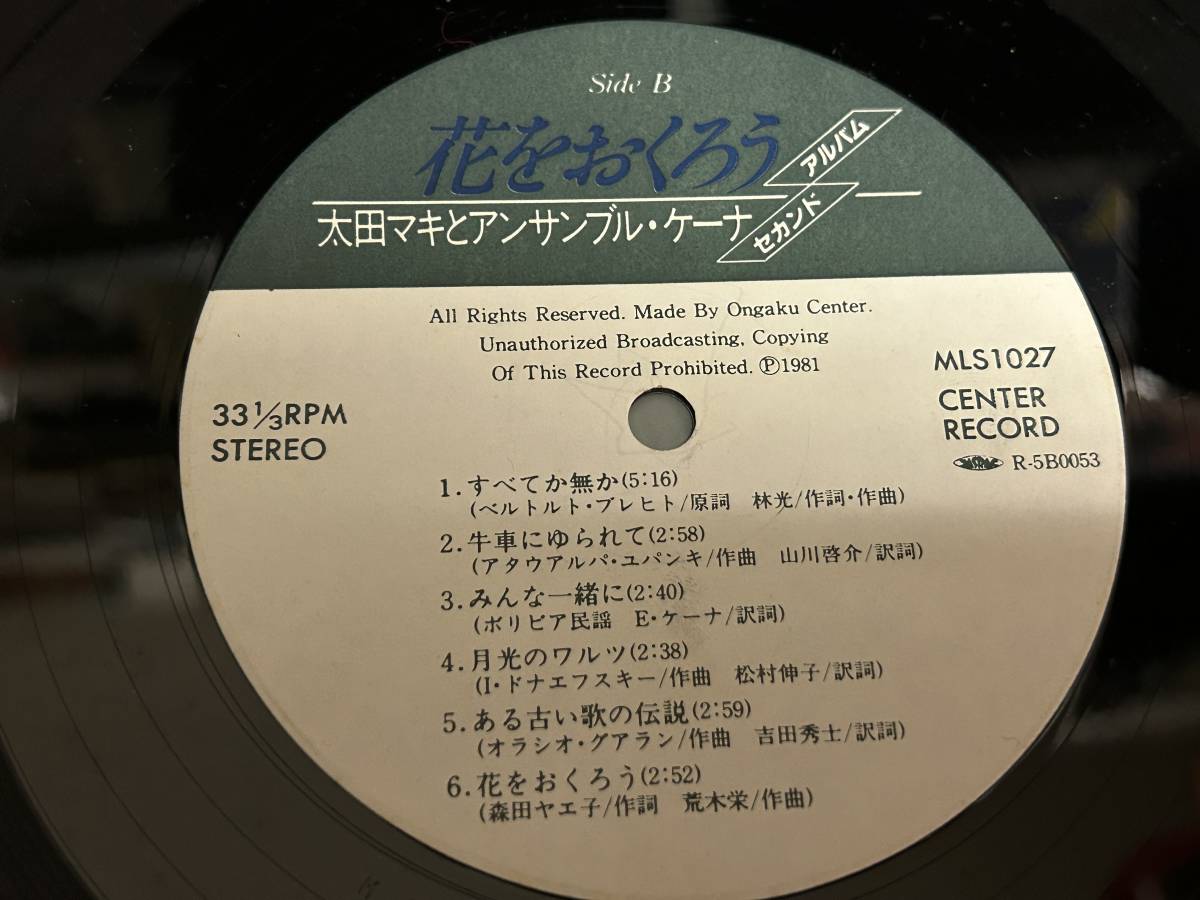 Side B
花をおくろう
セカンド アルバム
太田マキとアンサンブル・ケーナ
All Rights Reserved. Made By Ongaku Center.
Unauthorized Broadcasting, Copying
Of This Record Prohibited. Ⓟ1981
33⅓RPM
STEREO
MLS1027
CENTER
RECORD
R-5B0053
1.すべてか無か(5:16)
(ベルトルト・ブレヒト/原詞 林光/作詞・作曲)
2.牛車にゆられて(2:58)
(アタウアルパ・ユパンキ/作曲 山川啓介/訳詞)
3.みんな一緒に(2:40)
(ボリビア民謡 E・ケーナ/訳詞)
4.月光のワルツ(2:38)
(I・ドナエフスキー/作曲 松村伸子/訳詞)
5.ある古い歌の伝説(2:59)
(オラシオ・グアラン/作曲 吉田秀士/訳詞)
6.花をおくろう(2:52)
(森田ヤエ子/作詞 荒木栄/作曲)